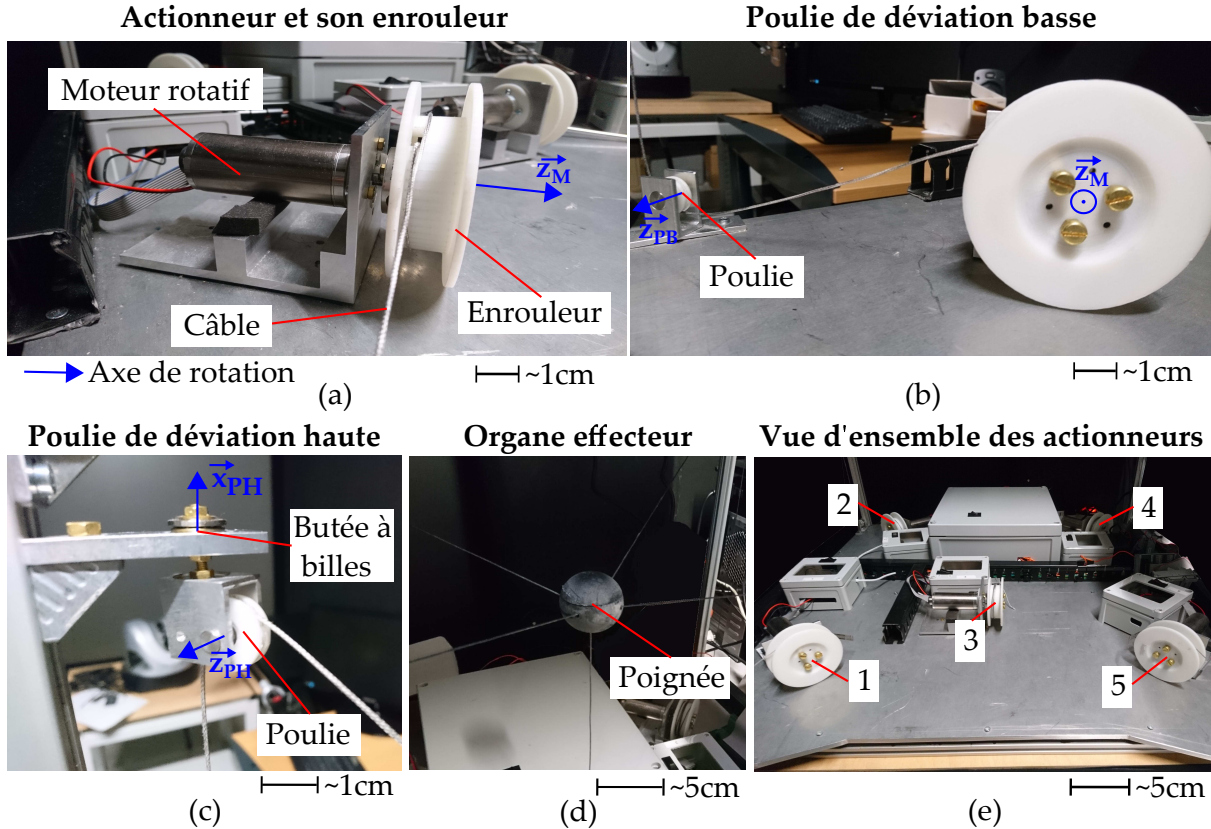 Actionneur et son enrouleur
Moteur rotatif
z_M
Câble
Enrouleur
Axe de rotation
~1cm
(a)
Poulie de déviation basse
z_M
z_PB
Poulie
~1cm
(b)
Poulie de déviation haute
x_PH
Butée à
billes
z_PH
Poulie
~1cm
(c)
Organe effecteur
Poignée
~5cm
(d)
Vue d'ensemble des actionneurs
2
4
3
1
5
~5cm
(e)